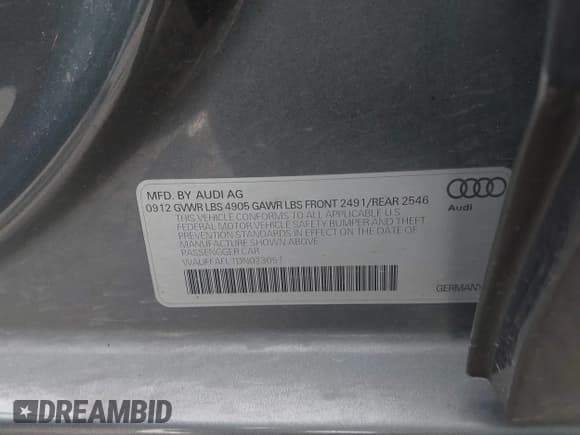 MFD. BY AUDI AG
0912 GVWR LBS 4905 GAWR LBS FRONT 2491/REAR 2546
THIS VEHICLE CONFORMS TO ALL APPLICABLE U.S.
FEDERAL MOTOR VEHICLE SAFETY BUMPER AND THEFT
PREVENTION STANDARDS IN EFFECT ON THE DATE OF
MANUFACTURE SHOWN ABOVE
PASSENGER CAR
Audi
GERMANY
DREAMBID